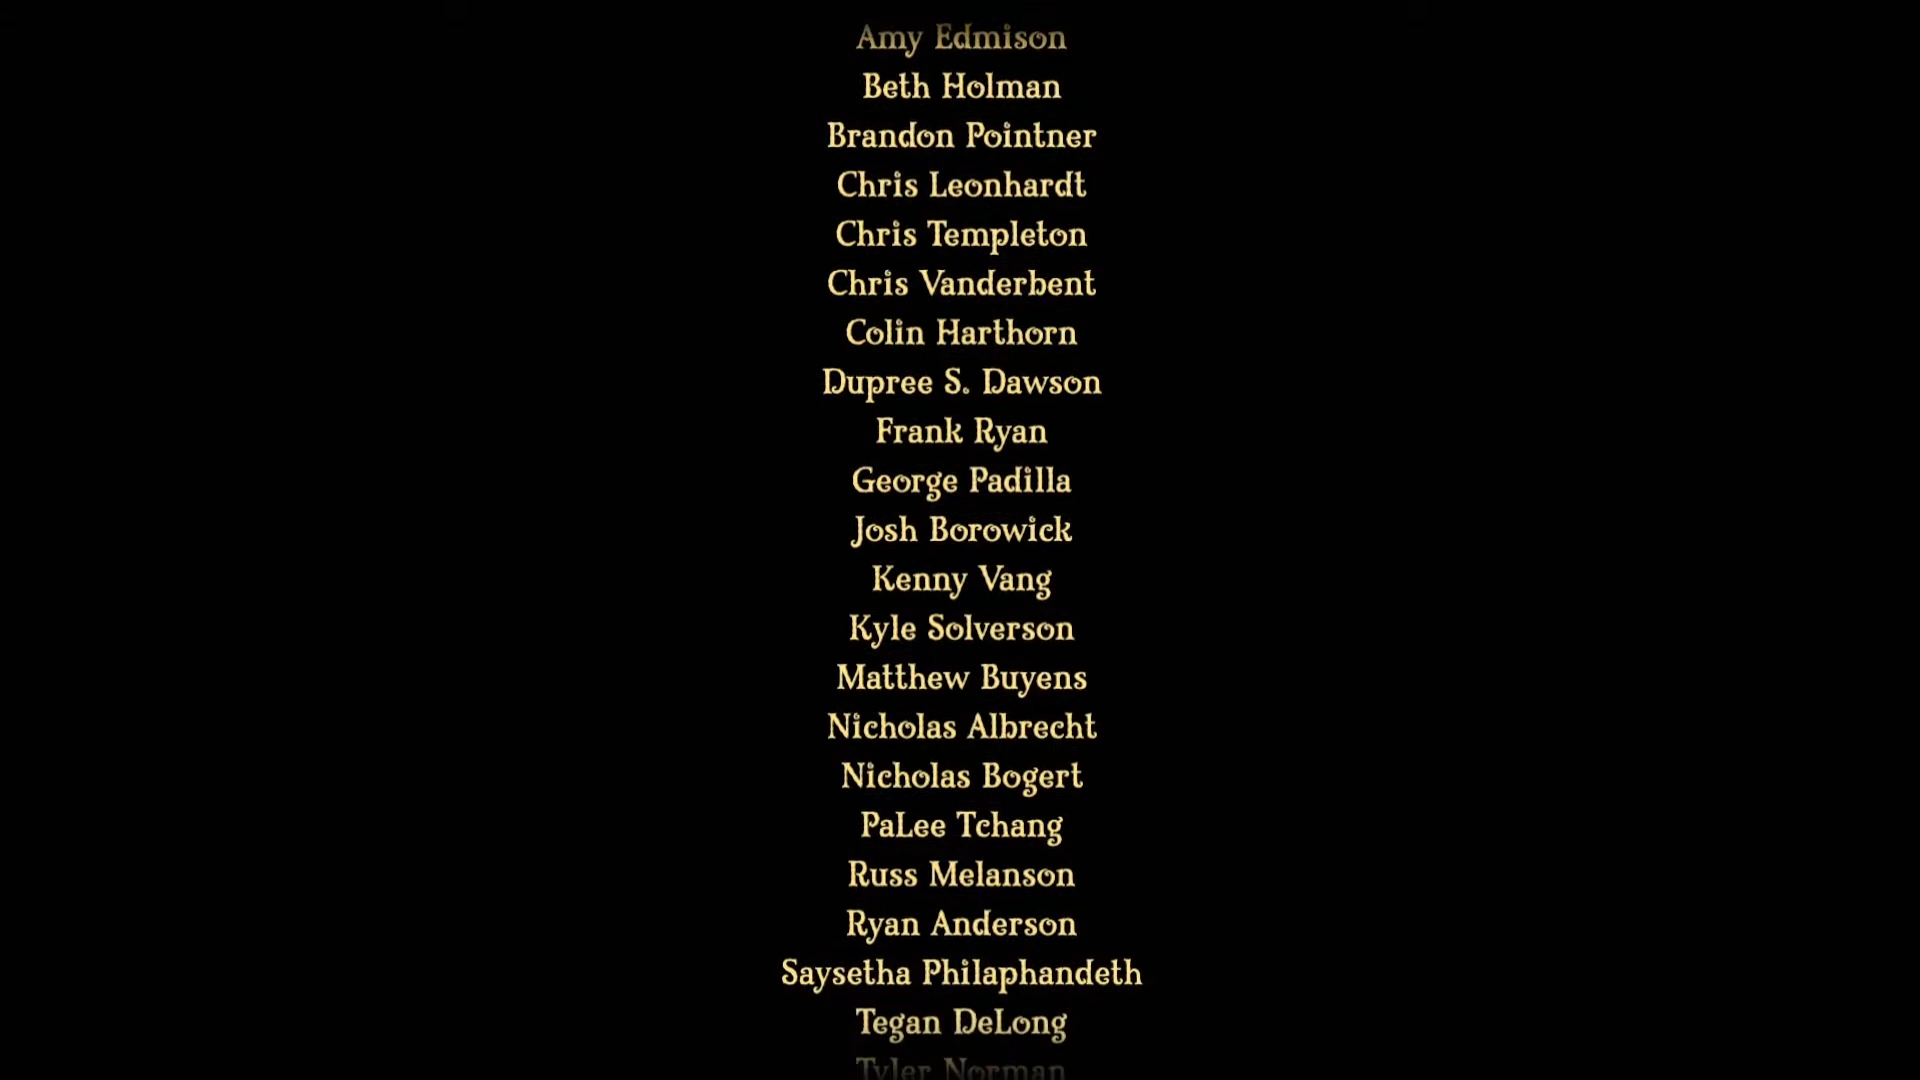 Amy Edmison
Beth Holman
Brandon Pointner
Chris Leonhardt
Chris Templeton
Chris Vanderbent
Colin Harthorn
Dupree S. Dawson
Frank Ryan
George Padilla
Josh Borowick
Kenny Vang
Kyle Solverson
Matthew Buyens
Nicholas Albrecht
Nicholas Bogert
PaLee Tchang
Russ Melanson
Ryan Anderson
Saysetha Philaphandeth
Tegan DeLong
Tyler Norman